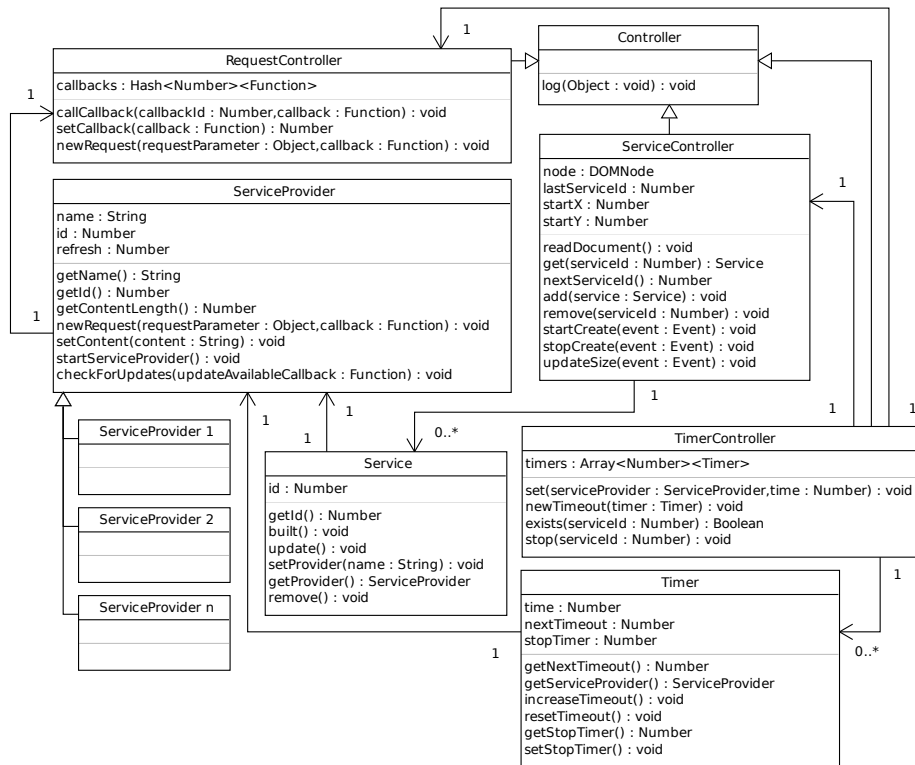 1
RequestController
callbacks : Hash<Number><Function>
callCallback(callbackId : Number,callback : Function) : void
setCallback(callback : Function) : Number
newRequest(requestParameter : Object,callback : Function) : void
Controller
log(Object : void) : void
1
ServiceController
node : DOMNode
lastServiceId : Number
startX : Number
startY : Number
readDocument() : void
get(serviceId : Number) : Service
nextServiceId() : Number
add(service : Service) : void
remove(serviceId : Number) : void
startCreate(event : Event) : void
stopCreate(event : Event) : void
updateSize(event : Event) : void
1
ServiceProvider
name : String
id : Number
refresh : Number
getName() : String
getId() : Number
getContentLength() : Number
newRequest(requestParameter : Object,callback : Function) : void
setContent(content : String) : void
startServiceProvider() : void
checkForUpdates(updateAvailableCallback : Function) : void
1
1
1
1
1
1
1
0..*
ServiceProvider 1
ServiceProvider 2
ServiceProvider n
Service
id : Number
getId() : Number
built() : void
update() : void
setProvider(name : String) : void
getProvider() : ServiceProvider
remove() : void
TimerController
timers : Array<Number><Timer>
set(serviceProvider : ServiceProvider,time : Number) : void
newTimeout(timer : Timer) : void
exists(serviceId : Number) : Boolean
stop(serviceId : Number) : void
1
Timer
time : Number
nextTimeout : Number
stopTimer : Number
getNextTimeout() : Number
getServiceProvider() : ServiceProvider
increaseTimeout() : void
resetTimeout() : void
getStopTimer() : Number
setStopTimer() : void
1
0..*